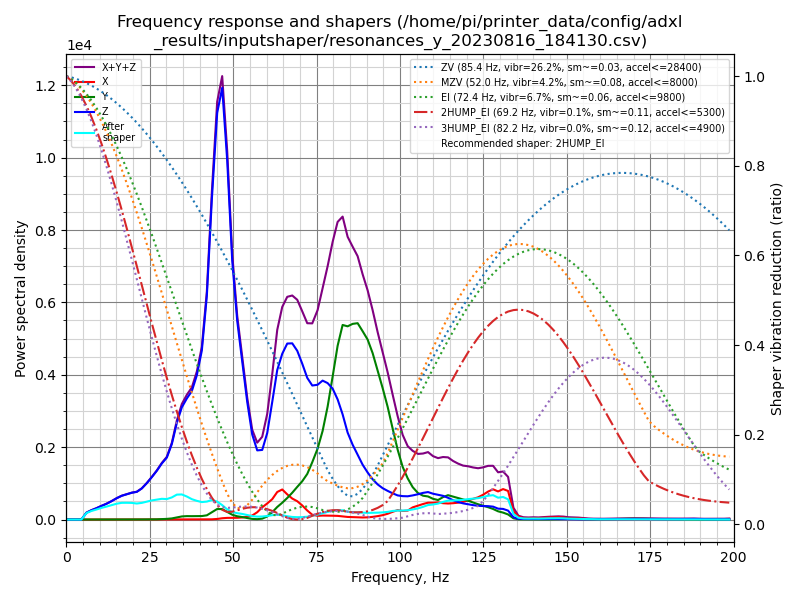 Frequency response and shapers (/home/pi/printer_data/config/adxl
_results/inputshaper/resonances_y_20230816_184130.csv)
1e4
X+Y+Z
X
Y
Z
After
shaper
ZV (85.4 Hz, vibr=26.2%, sm~=0.03, accel<=28400)
MZV (52.0 Hz, vibr=4.2%, sm~=0.08, accel<=8000)
EI (72.4 Hz, vibr=6.7%, sm~=0.06, accel<=9800)
2HUMP_EI (69.2 Hz, vibr=0.1%, sm~=0.11, accel<=5300)
3HUMP_EI (82.2 Hz, vibr=0.0%, sm~=0.12, accel<=4900)
Recommended shaper: 2HUMP_EI
1.2
1.0
0.8
0.6
0.4
0.2
0.0
Power spectral density
1.0
0.8
0.6
0.4
0.2
0.0
Shaper vibration reduction (ratio)
0 25 50 75 100 125 150 175 200
Frequency, Hz